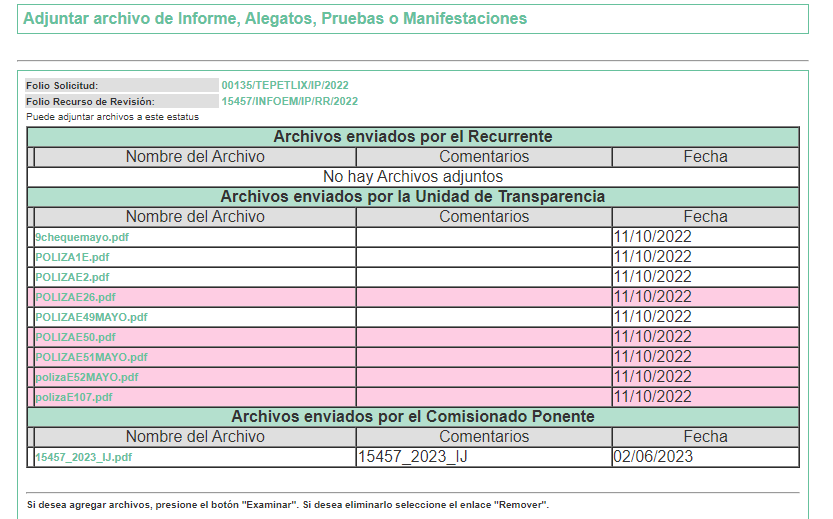 Adjuntar archivo de Informe, Alegatos, Pruebas o Manifestaciones
Folio Solicitud: 00135/TEPETLIX/IP/2022
Folio Recurso de Revisión: 15457/INFOEM/IP/RR/2022
Puede adjuntar archivos a este estatus
Archivos enviados por el Recurrente
Nombre del Archivo Comentarios Fecha
No hay Archivos adjuntos
Archivos enviados por la Unidad de Transparencia
Nombre del Archivo Comentarios Fecha
9chequemayo.pdf 11/10/2022
POLIZA1E.pdf 11/10/2022
POLIZAE2.pdf 11/10/2022
POLIZAE26.pdf 11/10/2022
POLIZAE49MAYO.pdf 11/10/2022
POLIZAE50.pdf 11/10/2022
POLIZAE51MAYO.pdf 11/10/2022
polizaE52MAYO.pdf 11/10/2022
polizaE107.pdf 11/10/2022
Archivos enviados por el Comisionado Ponente
Nombre del Archivo Comentarios Fecha
15457_2023_IJ.pdf 15457_2023_IJ 02/06/2023
Si desea agregar archivos, presione el botón "Examinar". Si desea eliminarlo seleccione el enlace "Remover".